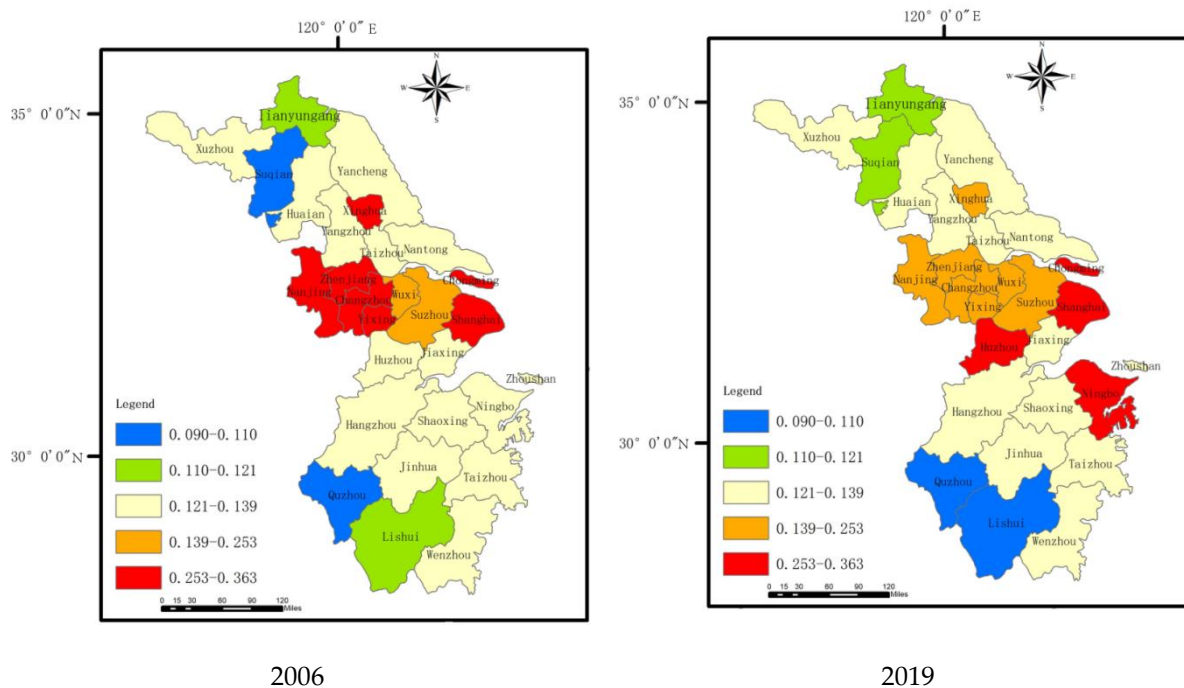 120° 0'0"E
120° 0'0"E
N
W
E
S
N
W
E
S
35° 0'0"N
35° 0'0"N
30° 0'0"N
30° 0'0"N
lianyungang
Xuzhou
Suqian
Yancheng
Xinghua
Huaian
Yangzhou
Taizhou
Nantong
Zhenjiang
Nanjing
Changzhou
Wuxi
Yixing
Suzhou
Chongming
Shanghai
Huzhou
Jiaxing
Zhoushan
Hangzhou
Shaoxing
Ningbo
Jinhua
Taizhou
Quzhou
Lishui
Wenzhou
Legend
0.090-0.110
0.110-0.121
0.121-0.139
0.139-0.253
0.253-0.363
0 15 30 60 90 120
Miles
lianyungang
Xuzhou
Suqian
Yancheng
Xinghua
Huaian
Yangzhou
Taizhou
Nantong
Zhenjiang
Nanjing
Changzhou
Wuxi
Yixing
Suzhou
Chongming
Shanghai
Huzhou
Jiaxing
Zhoushan
Hangzhou
Shaoxing
Ningbo
Jinhua
Taizhou
Quzhou
Lishui
Wenzhou
Legend
0.090-0.110
0.110-0.121
0.121-0.139
0.139-0.253
0.253-0.363
0 15 30 60 90 120
Miles
2006
2019